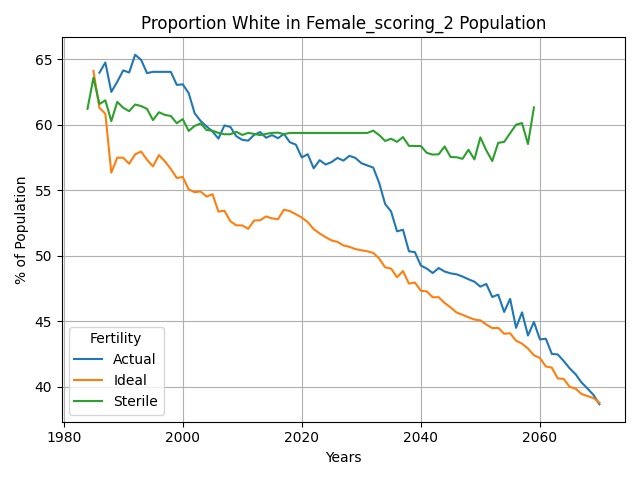 Proportion White in Female_scoring_2 Population
% of Population
65
60
55
50
45
40
Fertility
Actual
Ideal
Sterile
1980
2000
2020
2040
2060
Years